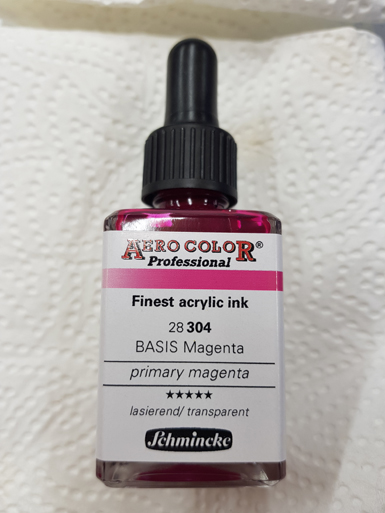 AERO COLOR®
Professional
Finest acrylic ink
28 304
BASIS Magenta
primary magenta
★★★★★
lasierend/ transparent
Schmincke